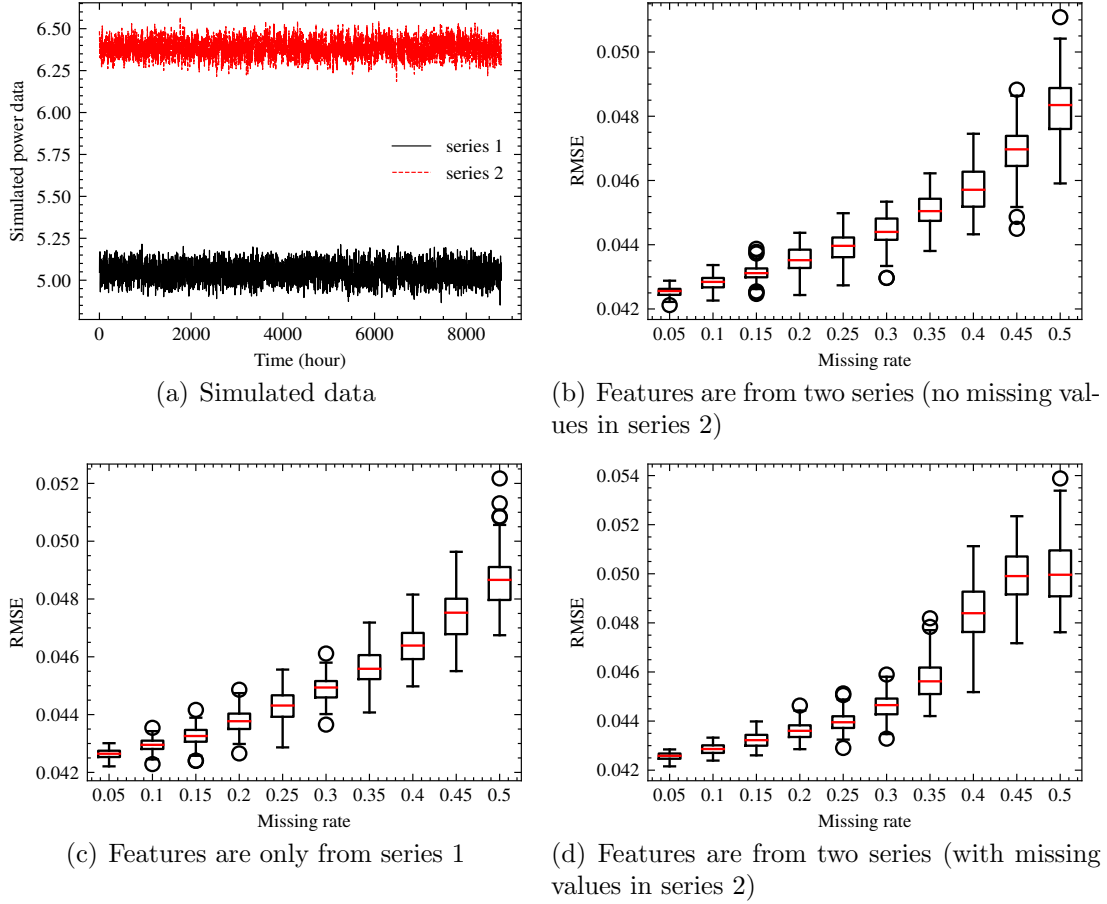 6.50
6.25
6.00
5.75
5.50
5.25
5.00
Simulated power data
series 1
series 2
0 2000 4000 6000 8000
Time (hour)
(a) Simulated data
0.050
0.048
0.046
0.044
0.042
RMSE
0.05 0.1 0.15 0.2 0.25 0.3 0.35 0.4 0.45 0.5
Missing rate
(b) Features are from two series (no missing val-
ues in series 2)
0.052
0.050
0.048
0.046
0.044
0.042
RMSE
0.05 0.1 0.15 0.2 0.25 0.3 0.35 0.4 0.45 0.5
Missing rate
(c) Features are only from series 1
0.054
0.052
0.050
0.048
0.046
0.044
0.042
RMSE
0.05 0.1 0.15 0.2 0.25 0.3 0.35 0.4 0.45 0.5
Missing rate
(d) Features are from two series (with missing
values in series 2)